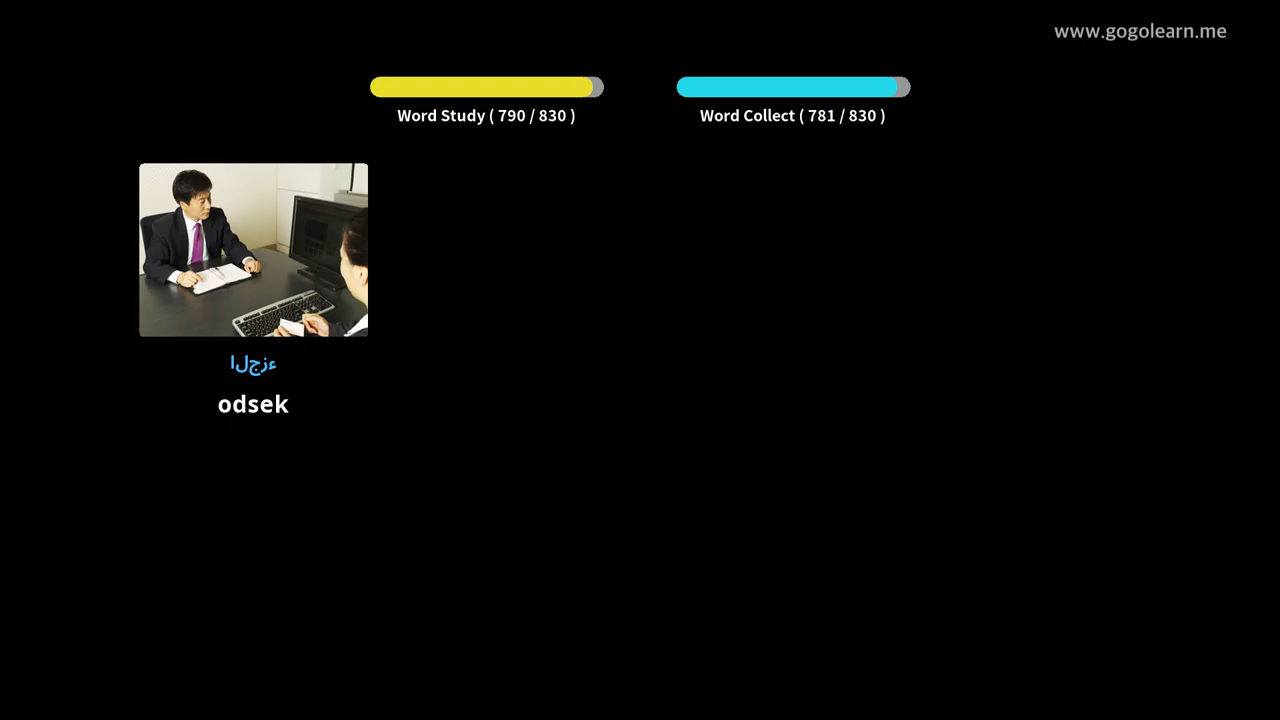 www.gogolearn.me
Word Study ( 790 / 830 )
Word Collect ( 781 / 830 )
الجزء
odsek